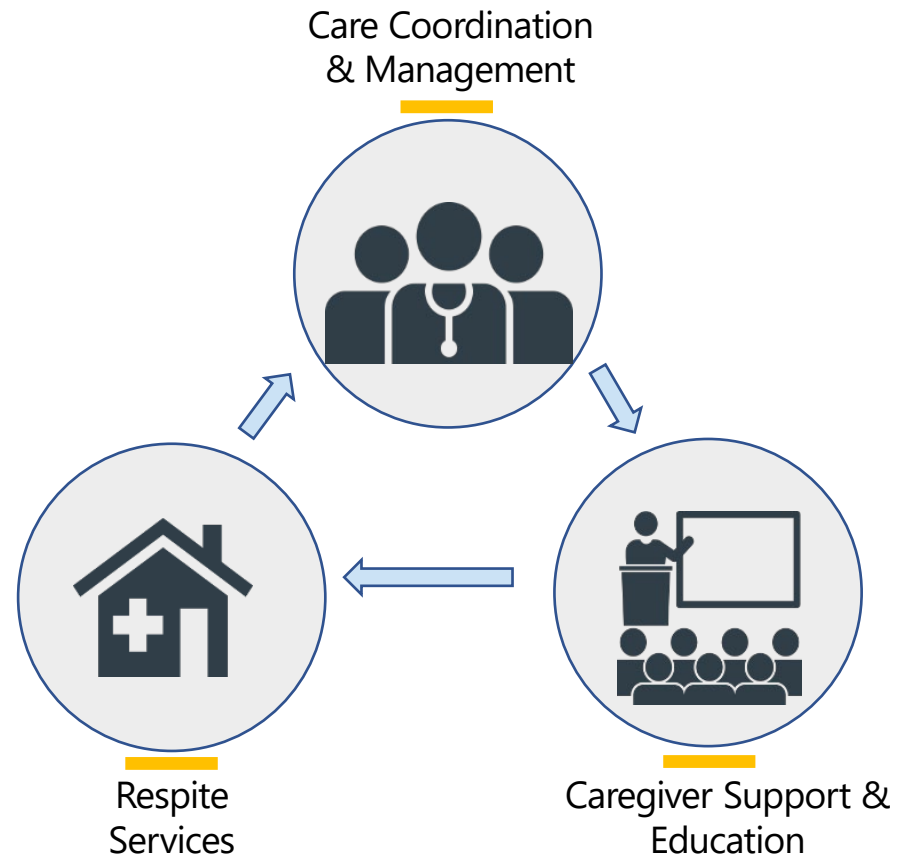 Care Coordination
& Management
Respite
Services
Caregiver Support &
Education